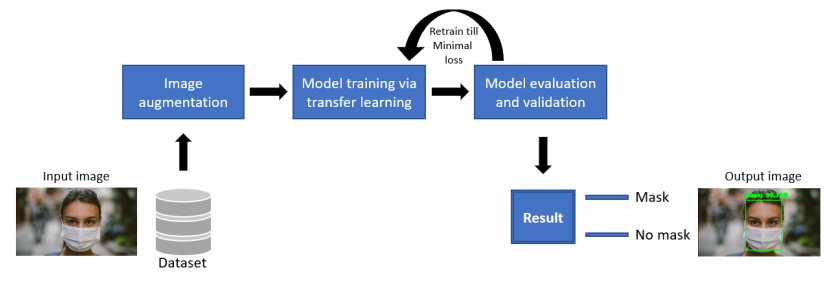 Retrain till
Minimal
loss
Image
augmentation
Model training via
transfer learning
Model evaluation
and validation
Input image
Dataset
Result
Mask
No mask
Output image